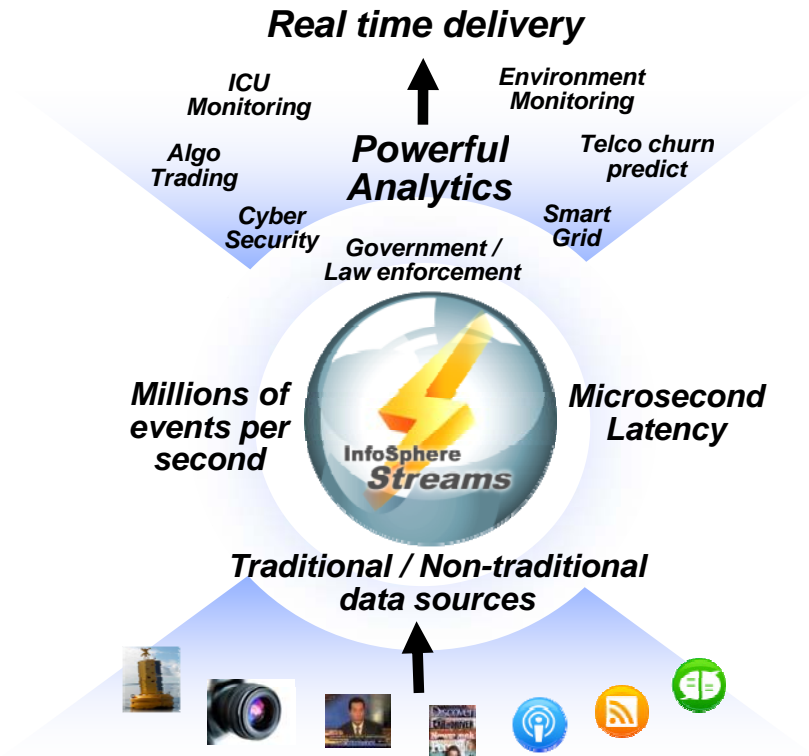 Real time delivery
ICU
Monitoring
Environment
Monitoring
Algo
Trading
Powerful
Analytics
Telco churn
predict
Cyber
Security
Smart
Grid
Government /
Law enforcement
Millions of
events per
second
Microsecond
Latency
InfoSphere
Streams
Traditional / Non-traditional
data sources
Discover